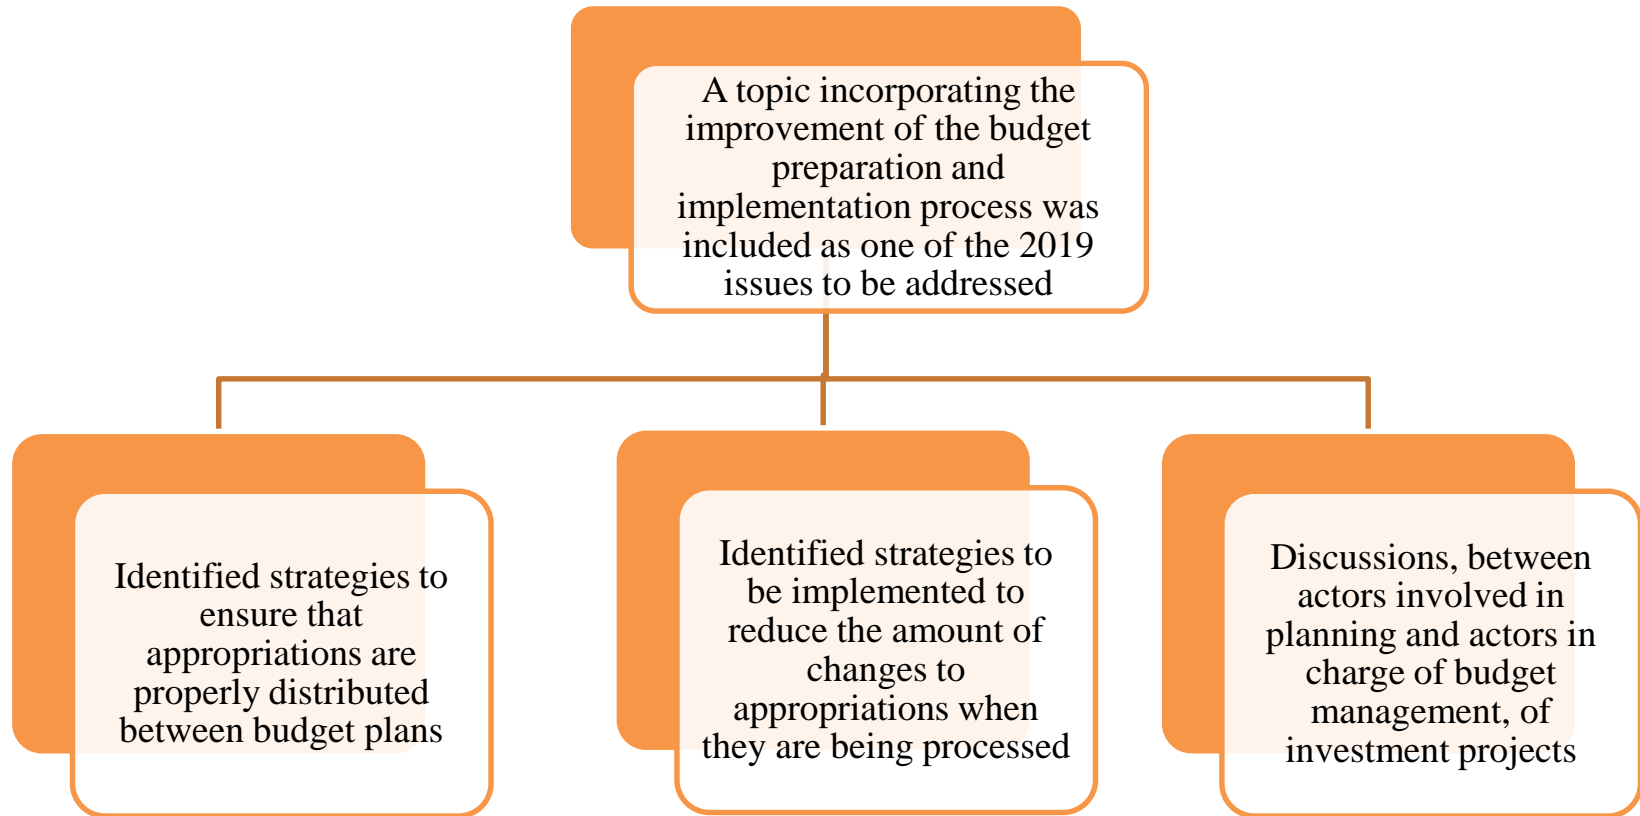 A topic incorporating the
improvement of the budget
preparation and
implementation process was
included as one of the 2019
issues to be addressed
Identified strategies to
ensure that
appropriations are
properly distributed
between budget plans
Identified strategies to
be implemented to
reduce the amount of
changes to
appropriations when
they are being processed
Discussions, between
actors involved in
planning and actors in
charge of budget
management, of
investment projects